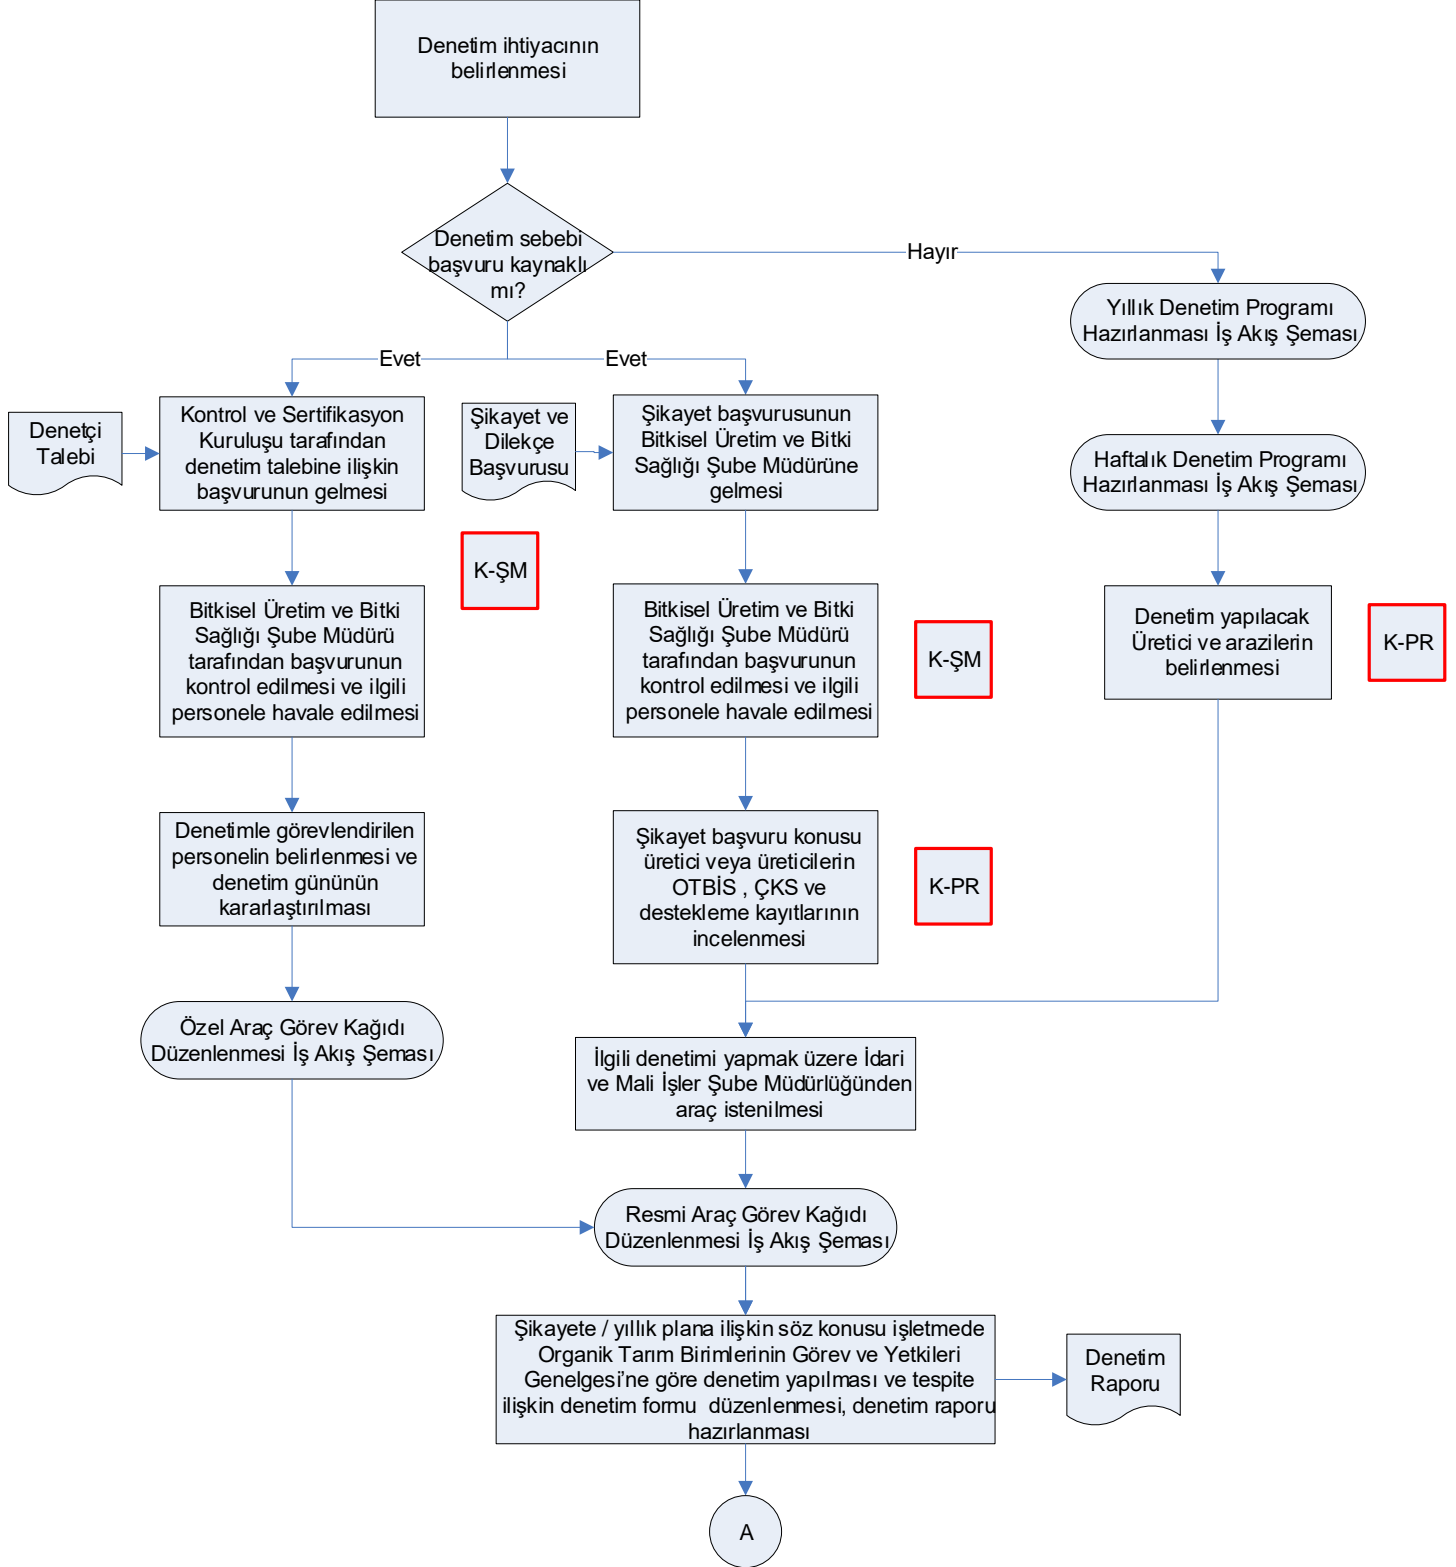 Denetim ihtiyacının
belirlenmesi
Denetim sebebi
başvuru kaynaklı
mı?
Hayır
Evet
Evet
Yıllık Denetim Programı
Hazırlanması İş Akış Şeması
Denetçi
Talebi
Kontrol ve Sertifikasyon
Kuruluşu tarafından
denetim talebine ilişkin
başvurunun gelmesi
Şikayet ve
Dilekçe
Başvurusu
Şikayet başvurusunun
Bitkisel Üretim ve Bitki
Sağlığı Şube Müdürüne
gelmesi
Haftalık Denetim Programı
Hazırlanması İş Akış Şeması
K-ŞM
Bitkisel Üretim ve Bitki
Sağlığı Şube Müdürü
tarafından başvurunun
kontrol edilmesi ve ilgili
personele havale edilmesi
Bitkisel Üretim ve Bitki
Sağlığı Şube Müdürü
tarafından başvurunun
kontrol edilmesi ve ilgili
personele havale edilmesi
K-ŞM
Denetim yapılacak
Üretici ve arazilerin
belirlenmesi
K-PR
Denetimle görevlendirilen
personelin belirlenmesi ve
denetim gününün
kararlaştırılması
Şikayet başvuru konusu
üretici veya üreticilerin
OTBİS , ÇKS ve
destekleme kayıtlarının
incelenmesi
K-PR
Özel Araç Görev Kağıdı
Düzenlenmesi İş Akış Şeması
İlgili denetimi yapmak üzere İdari
ve Mali İşler Şube Müdürlüğünden
araç istenilmesi
Resmi Araç Görev Kağıdı
Düzenlenmesi İş Akış Şeması
Şikayete / yıllık plana ilişkin söz konusu işletmede
Organik Tarım Birimlerinin Görev ve Yetkileri
Genelgesi’ne göre denetim yapılması ve tespite
ilişkin denetim formu  düzenlenmesi, denetim raporu
hazırlanması
Denetim
Raporu
A